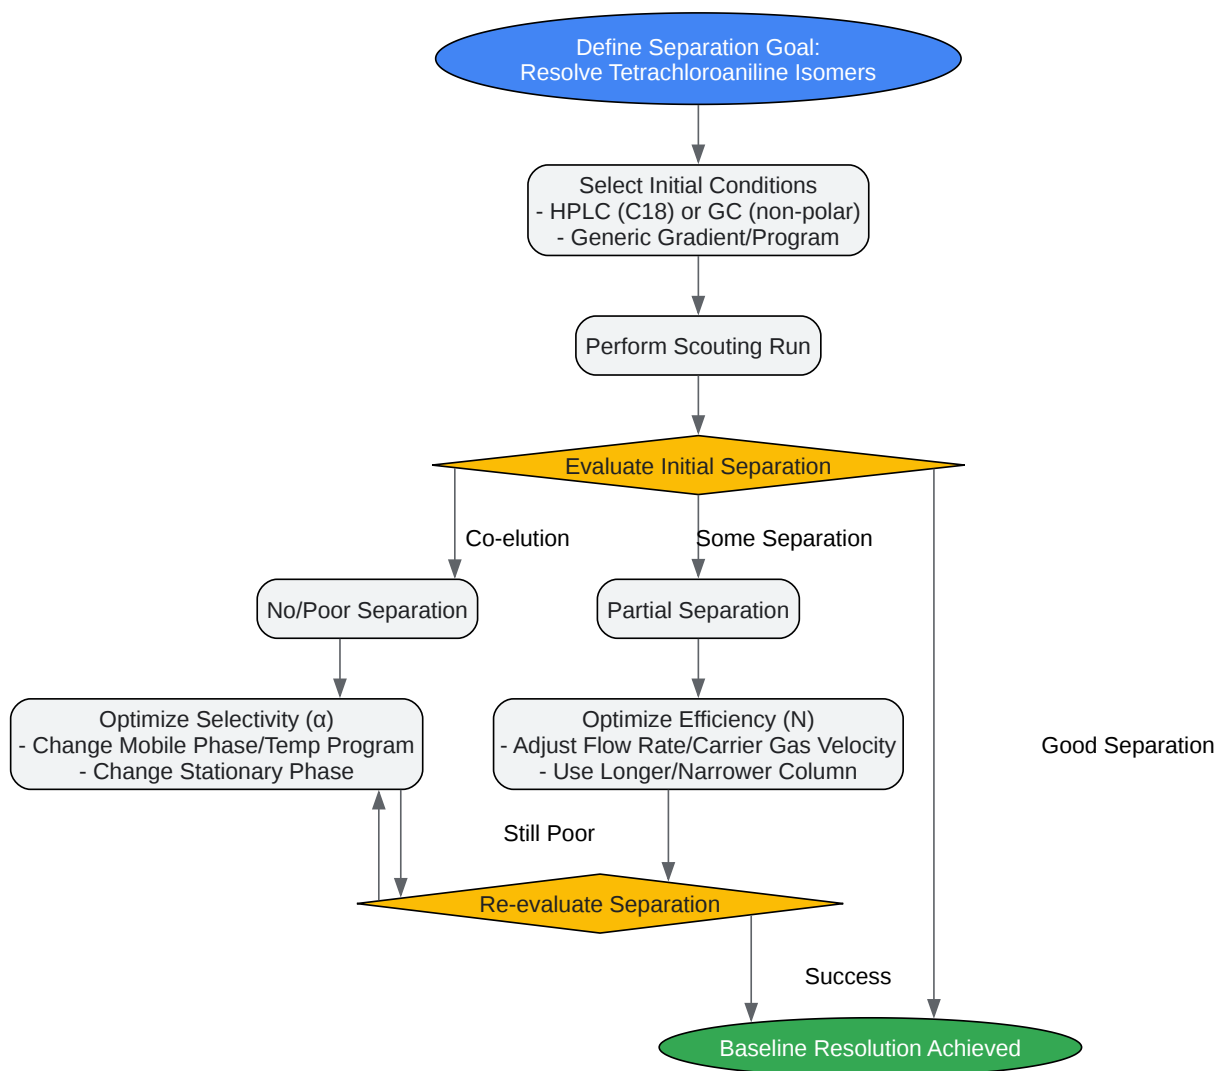 Define Separation Goal:
Resolve Tetrachloroaniline Isomers
Select Initial Conditions
- HPLC (C18) or GC (non-polar)
- Generic Gradient/Program
Perform Scouting Run
Evaluate Initial Separation
Co-elution
Some Separation
No/Poor Separation
Partial Separation
Optimize Selectivity (α)
- Change Mobile Phase/Temp Program
- Change Stationary Phase
Optimize Efficiency (N)
- Adjust Flow Rate/Carrier Gas Velocity
- Use Longer/Narrower Column
Good Separation
Still Poor
Re-evaluate Separation
Success
Baseline Resolution Achieved